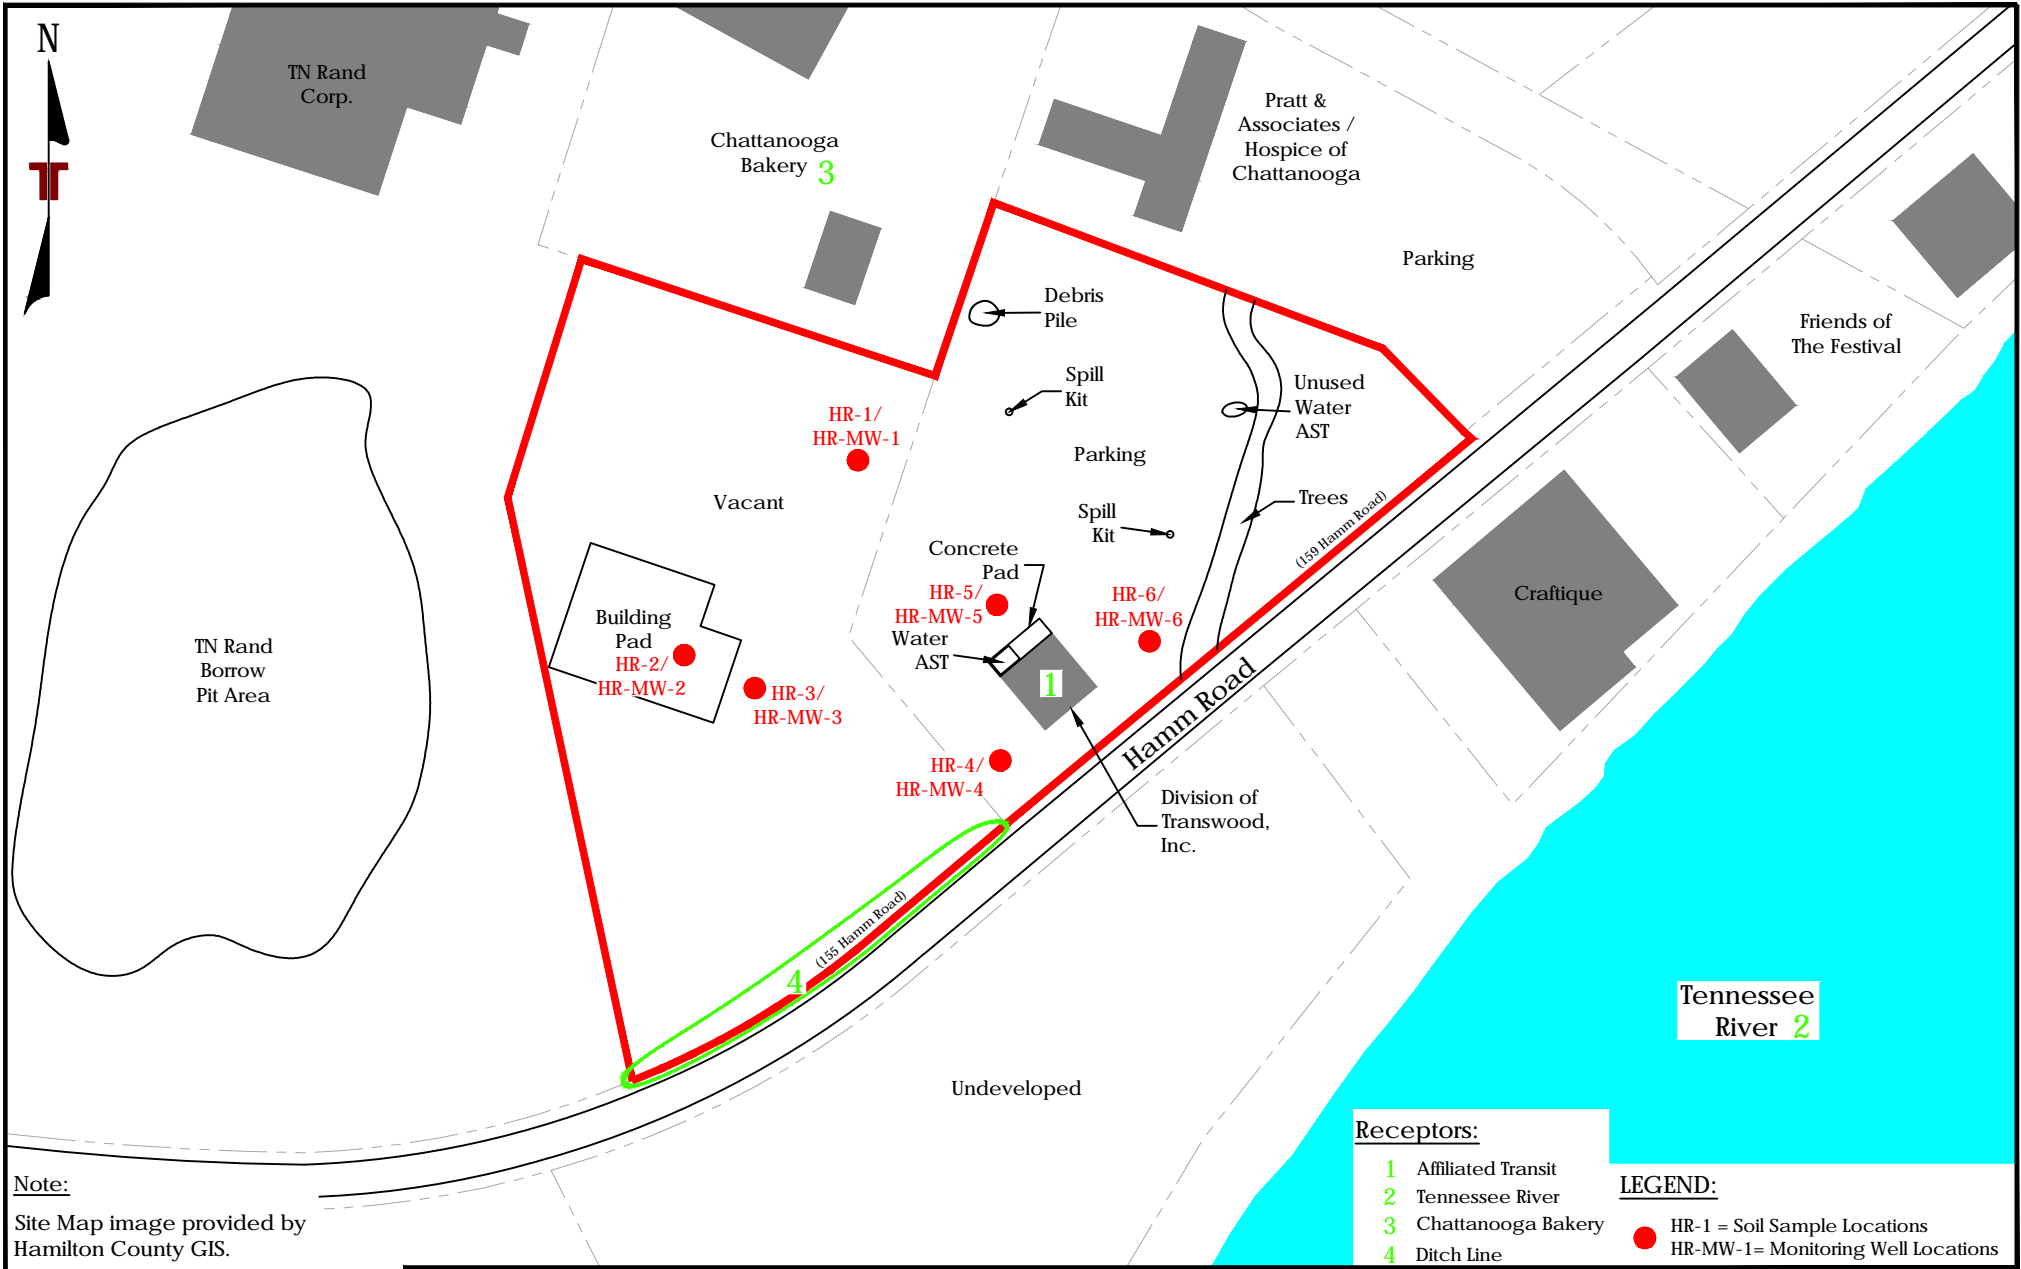 N
TN Rand
Corp.
Chattanooga
Bakery 3
Pratt &
Associates /
Hospice of
Chattanooga
Parking
Debris
Pile
Spill
Kit
Unused
Water
AST
Friends of
The Festival
HR-1/
HR-MW-1
Parking
Vacant
Trees
(159 Hamm Road)
Spill
Kit
Concrete
Pad
HR-5/
HR-MW-5
HR-6/
HR-MW-6
Craftique
Building
Pad
HR-2/
HR-MW-2
Water
AST
1
TN Rand
Borrow
Pit Area
HR-3/
HR-MW-3
Hamm Road
HR-4/
HR-MW-4
Division of
Transwood,
Inc.
(155 Hamm Road)
4
Tennessee
River 2
Undeveloped
Receptors:
1 Affiliated Transit
2 Tennessee River
3 Chattanooga Bakery
4 Ditch Line
LEGEND:
HR-1 = Soil Sample Locations
HR-MW-1= Monitoring Well Locations
Note:
Site Map image provided by
Hamilton County GIS.